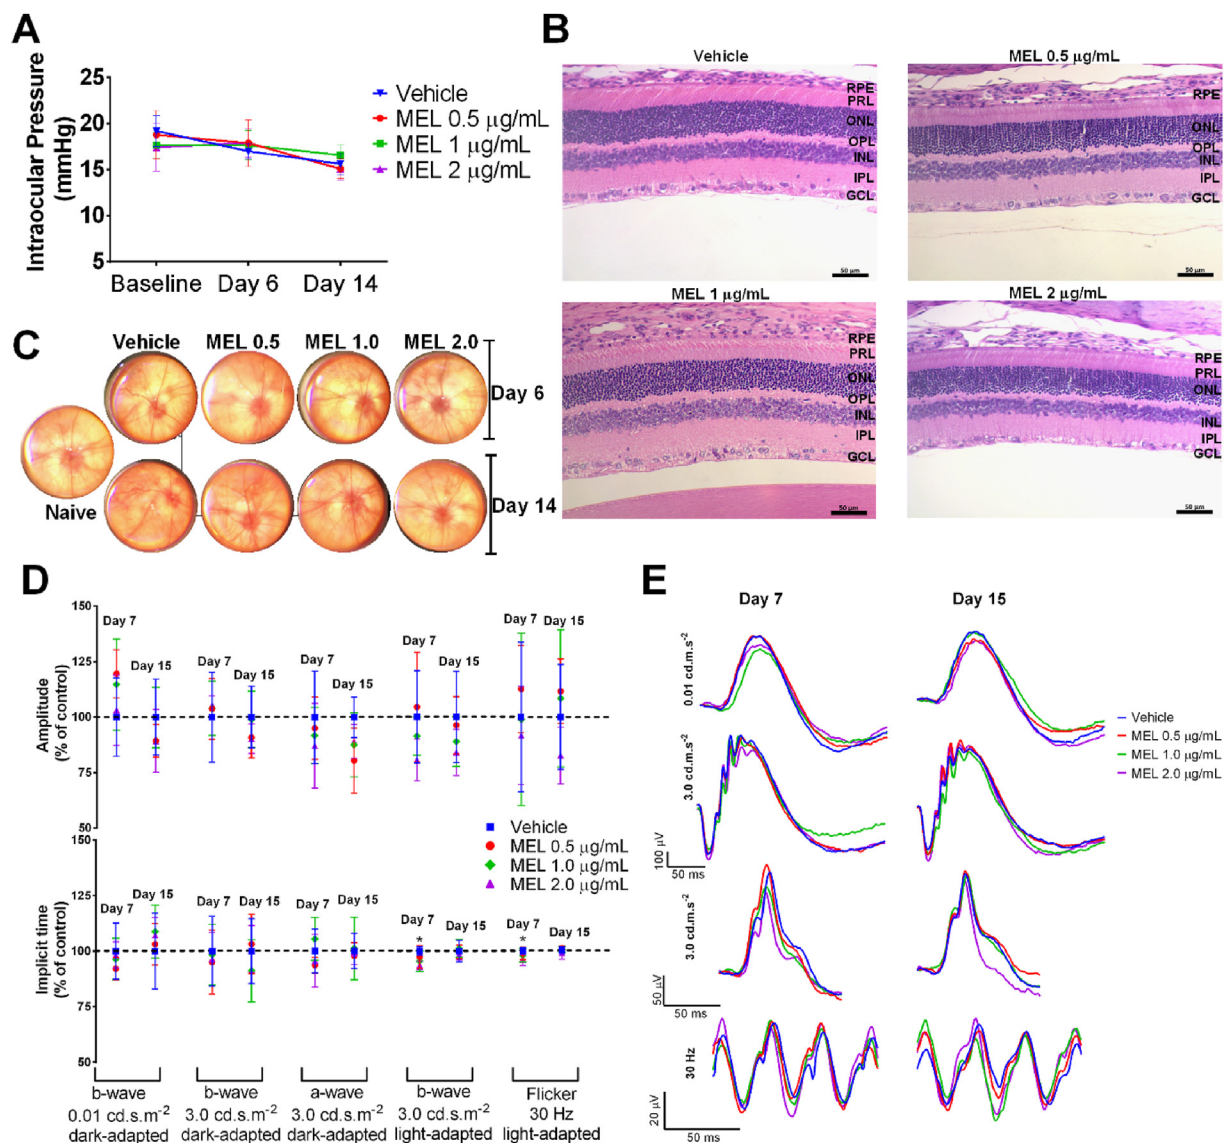 A
Intraocular Pressure
(mmHg)
25
20
15
10
5
Baseline Day 6 Day 14
Vehicle
MEL 0.5 µg/mL
MEL 1 µg/mL
MEL 2 µg/mL
B
Vehicle
RPE
PRL
ONL
OPL
INL
IPL
GCL
50 µm
MEL 0.5 µg/mL
RPE
PRL
ONL
OPL
INL
IPL
GCL
50 µm
MEL 1 µg/mL
RPE
PRL
ONL
OPL
INL
IPL
GCL
50 µm
MEL 2 µg/mL
RPE
PRL
ONL
OPL
INL
IPL
GCL
50 µm
C
Vehicle MEL 0.5 MEL 1.0 MEL 2.0
Day 6
Naive
Day 14
D
Amplitude
(% of control)
150
125
100
75
50
Day 7
Day 15
Day 7
Day 15
Day 7
Day 15
Day 7
Day 15
Day 7
Day 15
Vehicle
MEL 0.5 µg/mL
MEL 1.0 µg/mL
MEL 2.0 µg/mL
Implicit time
(% of control)
150
125
100
75
50
Day 7
Day 15
Day 7
Day 15
Day 7
Day 15
Day 7
*
Day 15
Day 7
*
Day 15
b-wave
0.01 cd.s.m-2
dark-adapted
b-wave
3.0 cd.s.m-2
dark-adapted
a-wave
3.0 cd.s.m-2
dark-adapted
b-wave
3.0 cd.s.m-2
light-adapted
Flicker
30 Hz
light-adapted
E
Day 7 Day 15
0.01 cd.m.s-2
3.0 cd.m.s-2
100 µV
50 ms
3.0 cd.m.s-2
50 µV
50 ms
30 Hz
20 µV
50 ms
Vehicle
MEL 0.5 µg/mL
MEL 1.0 µg/mL
MEL 2.0 µg/mL